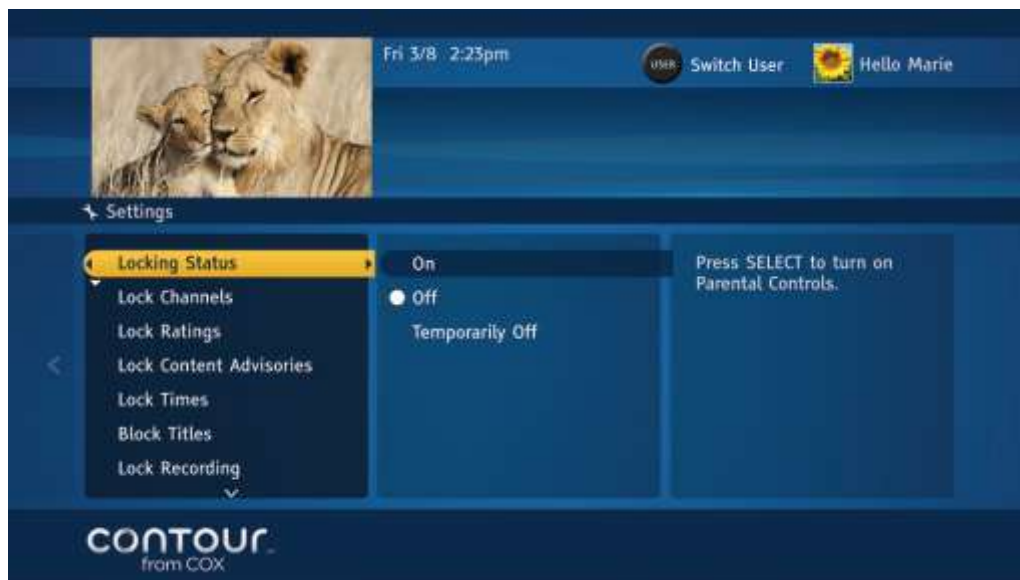 Fri 3/8 2:23pm
USER Switch User
Hello Marie
Settings
Locking Status
Lock Channels
Lock Ratings
Lock Content Advisories
Lock Times
Block Titles
Lock Recording
On
Off
Temporarily Off
Press SELECT to turn on
Parental Controls.
contour
from COX